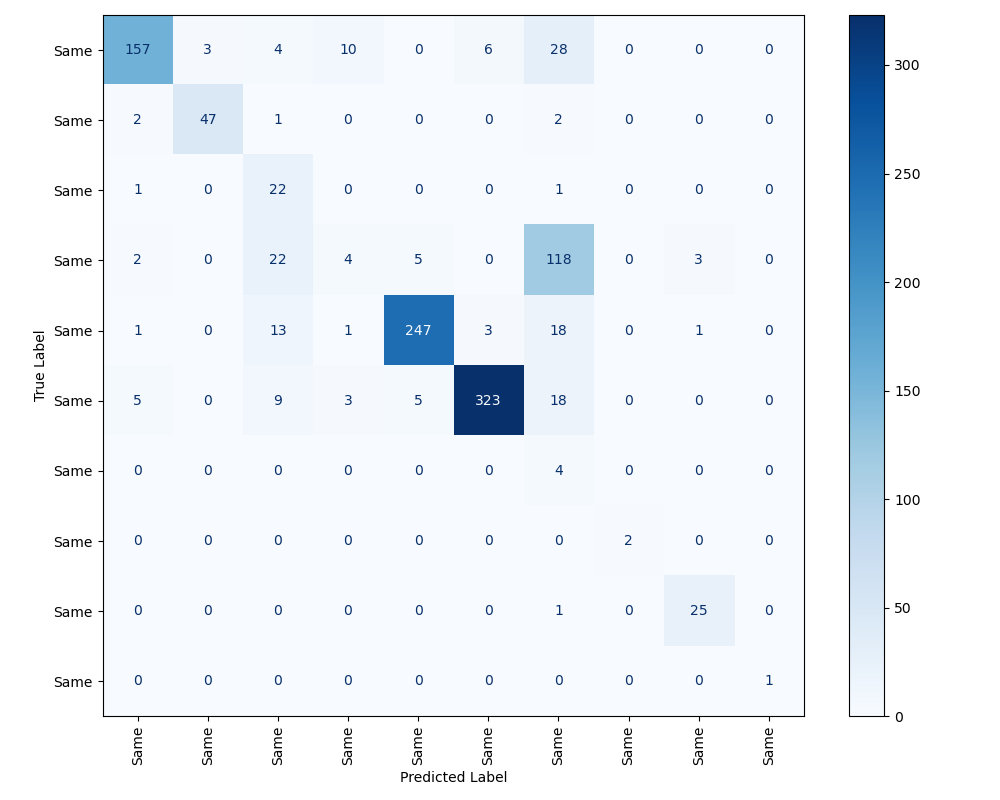 Same 157 3 4 10 0 6 28 0 0 0
Same 2 47 1 0 0 0 2 0 0 0
Same 1 0 22 0 0 0 1 0 0 0
Same 2 0 22 4 5 0 118 0 3 0
Same 1 0 13 1 247 3 18 0 1 0
Same 5 0 9 3 5 323 18 0 0 0
Same 0 0 0 0 0 0 4 0 0 0
Same 0 0 0 0 0 0 0 2 0 0
Same 0 0 0 0 0 0 1 0 25 0
Same 0 0 0 0 0 0 0 0 0 1
Same Same Same Same Same Same Same Same Same Same
Predicted Label
True Label
300
250
200
150
100
50
0